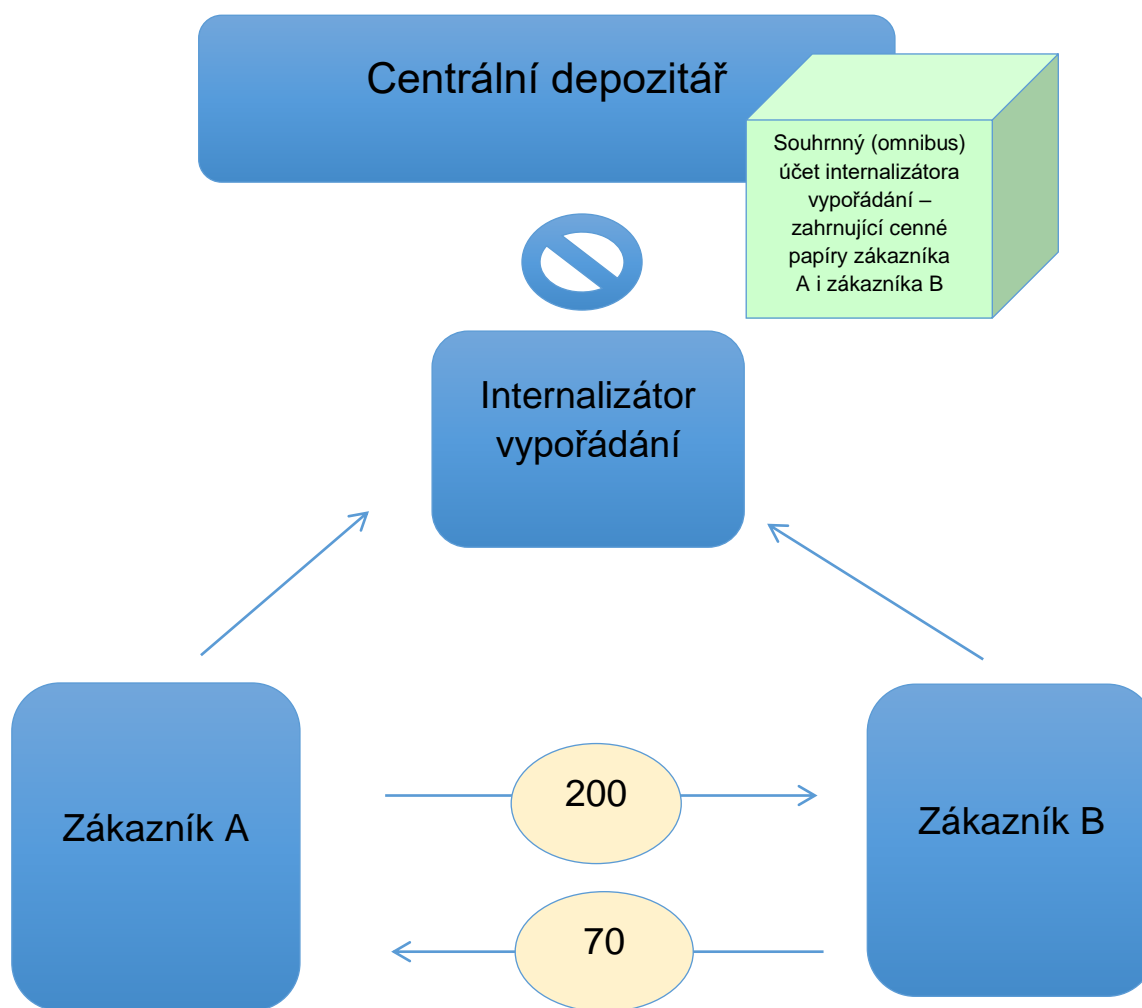 Centrální depozitář
Souhrnný (omnibus)
účet internalizátora
vypořádání –
zahrnující cenné
papíry zákazníka
A i zákazníka B
Internalizátor
vypořádání
Zákazník A
200
Zákazník B
70